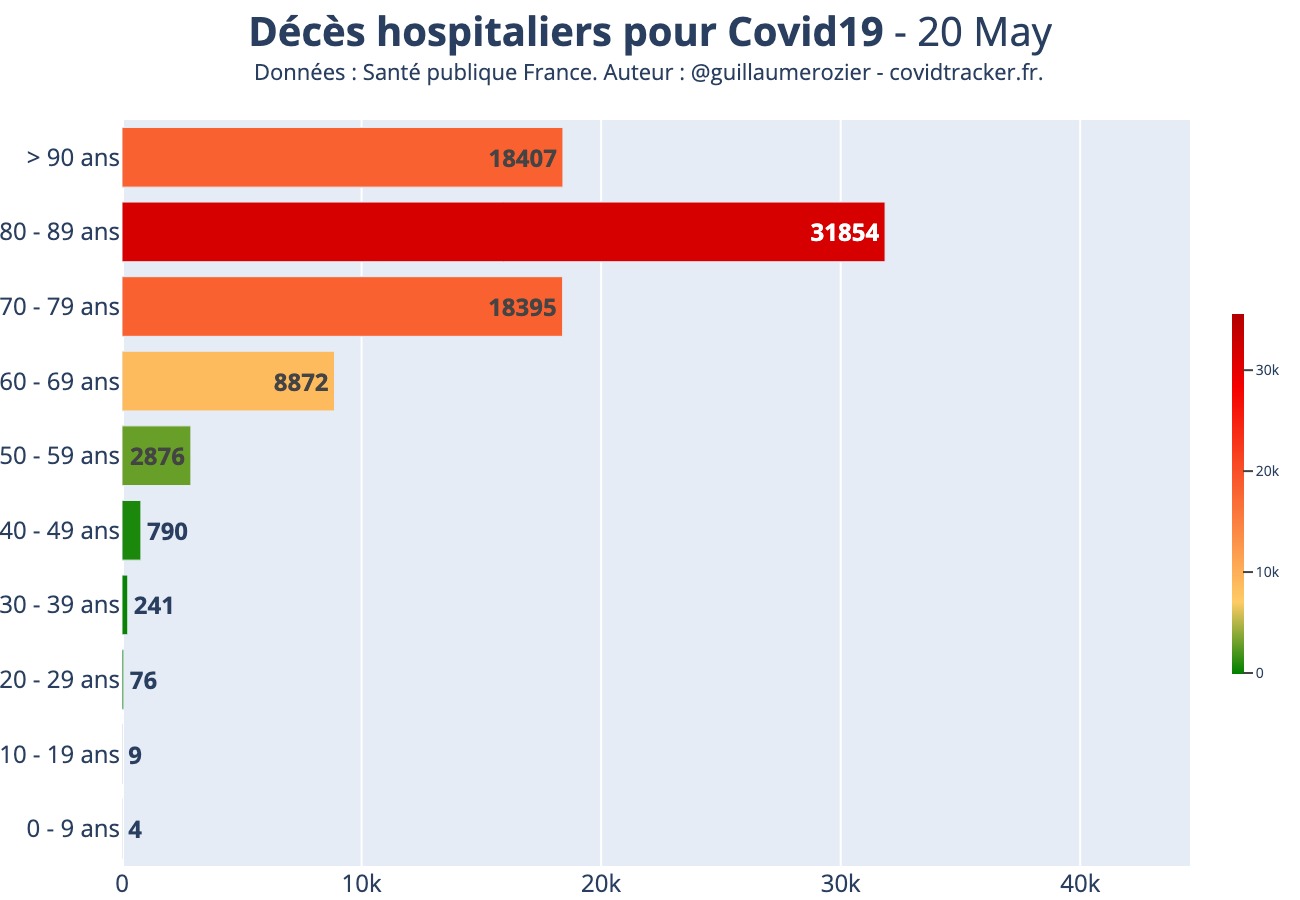 Décès hospitaliers pour Covid19 - 20 May
Données : Santé publique France. Auteur : @guillaumerozier - covidtracker.fr.
> 90 ans 18407
80 - 89 ans 31854
70 - 79 ans 18395
60 - 69 ans 8872
50 - 59 ans 2876
40 - 49 ans 790
30 - 39 ans 241
20 - 29 ans 76
10 - 19 ans 9
0 - 9 ans 4
0 10k 20k 30k 40k
30k
20k
10k
0